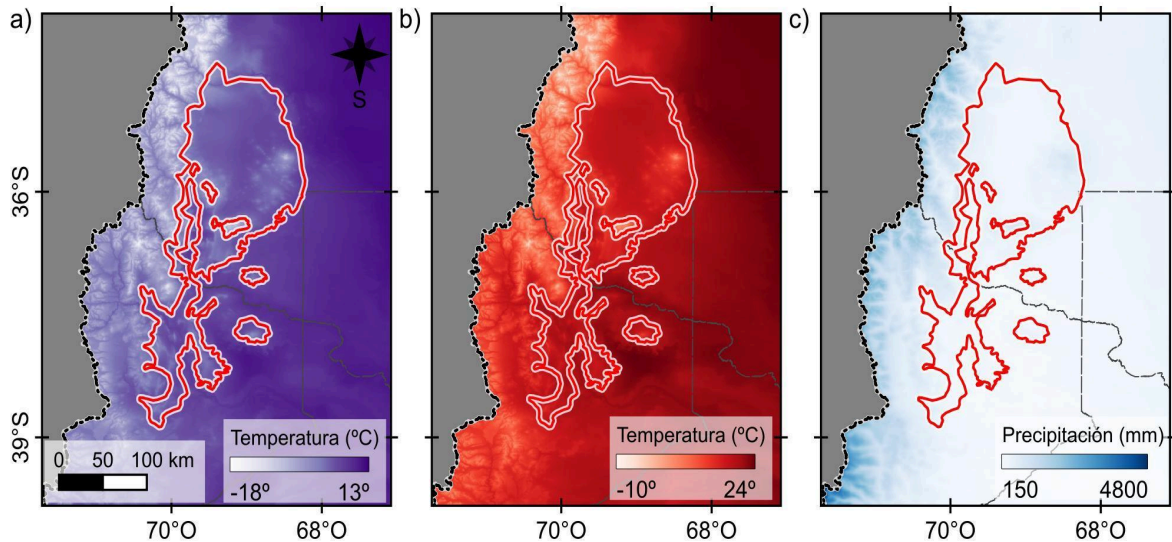 a)
b)
c)
S
36°S
39°S
Temperatura (ºC)
-18º 13º
0 50 100 km
Temperatura (ºC)
-10º 24º
Precipitación (mm)
150 4800
70°O 68°O
70°O 68°O
70°O 68°O